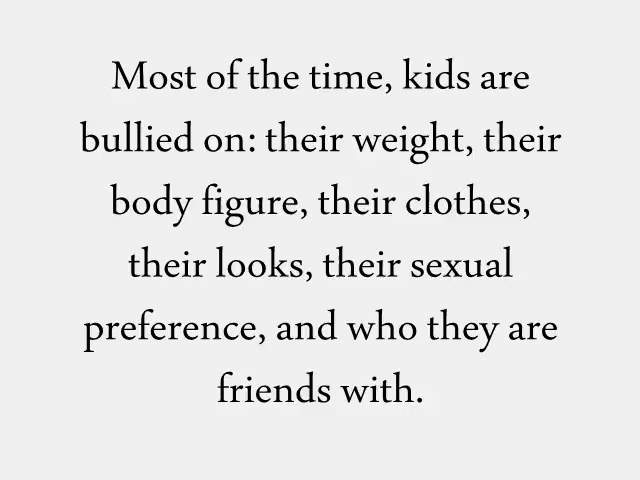 Most of the time, kids are
bullied on: their weight, their
body figure, their clothes,
their looks, their sexual
preference, and who they are
friends with.